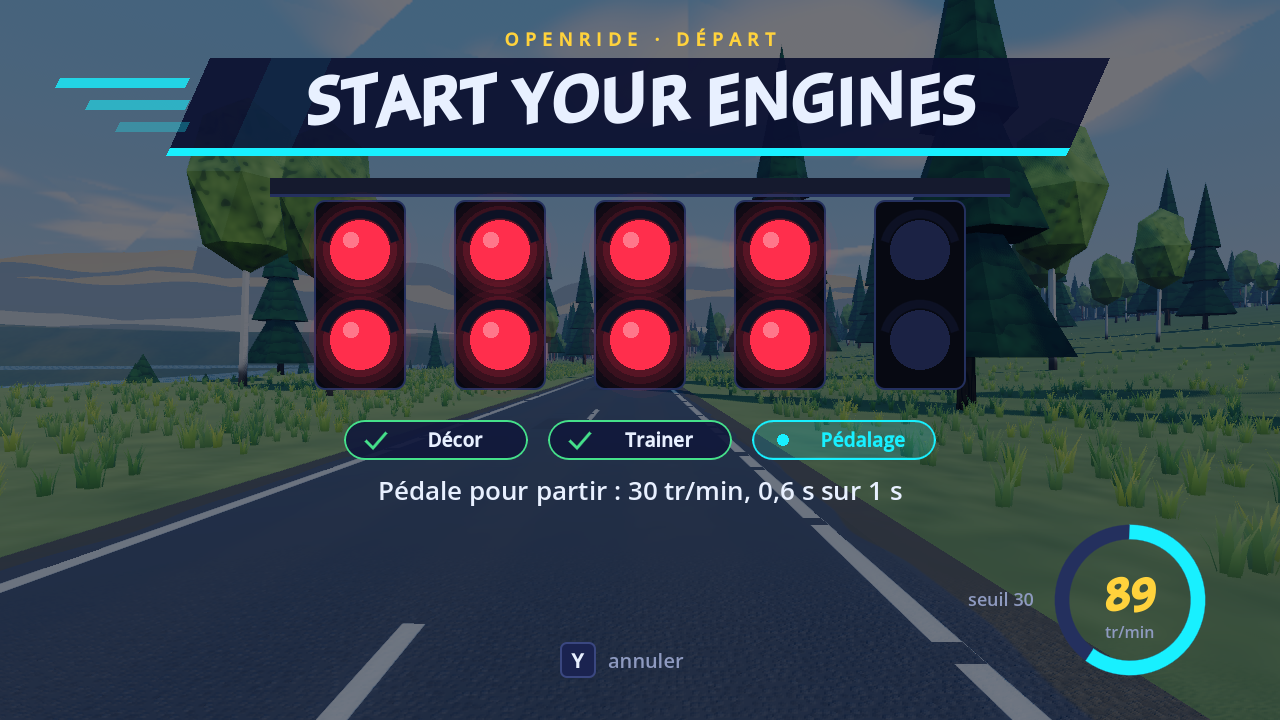 OPENRIDE · DÉPART
START YOUR ENGINES
Décor
Trainer
Pédalage
Pédale pour partir : 30 tr/min, 0,6 s sur 1 s
seuil 30
89
tr/min
Y annuler